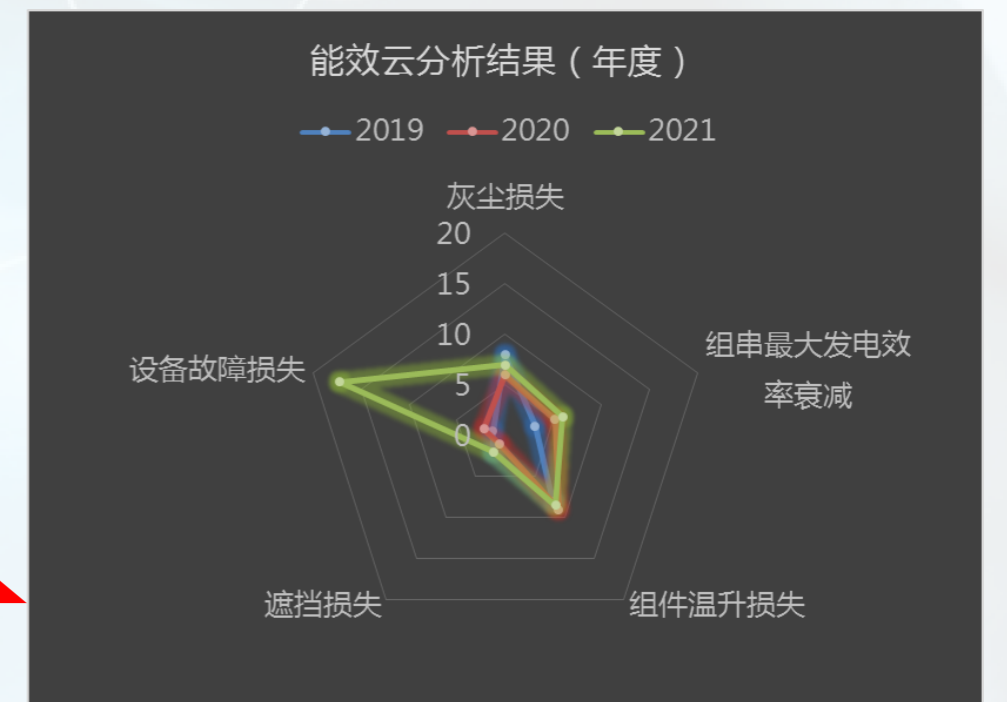 能效云分析结果（年度）
2019 2020 2021
灰尘损失
20
15
10
5
0
组串最大发电效
率衰减
设备故障损失
遮挡损失
组件温升损失